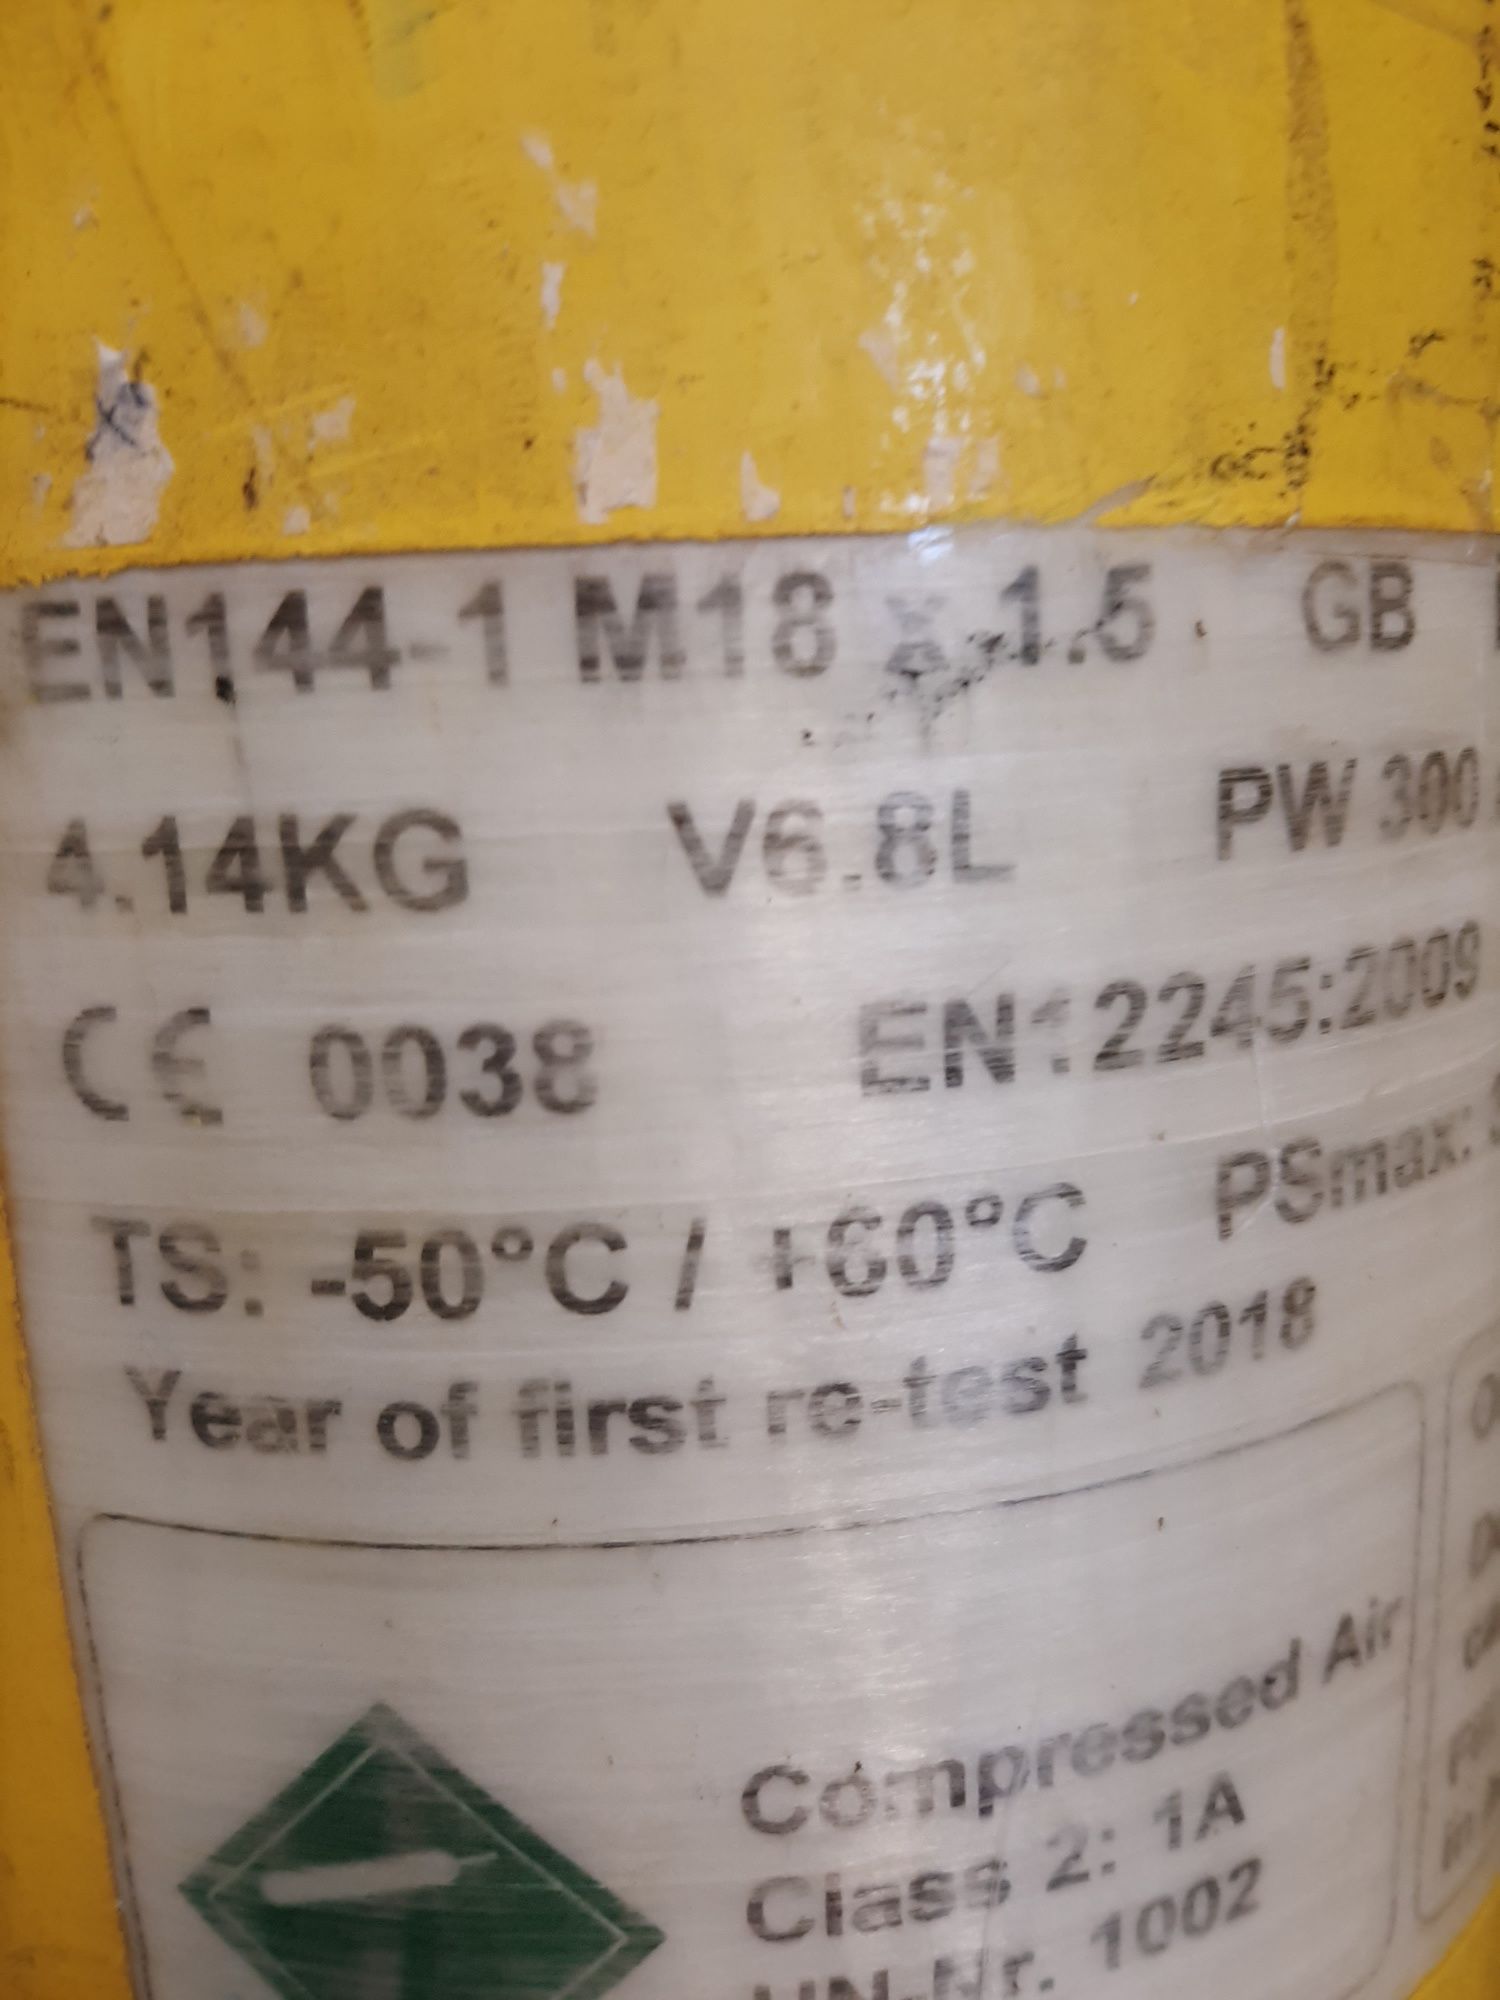 EN144-1 M18 x 1.5 GB
4.14KG V6.8L PW 300
CE 0038 EN12245:2009
TS: -50°C / +60°C PSmax:
Year of first re-test 2018
Compressed Air
Class 2: 1A
UN-Nr. 1002